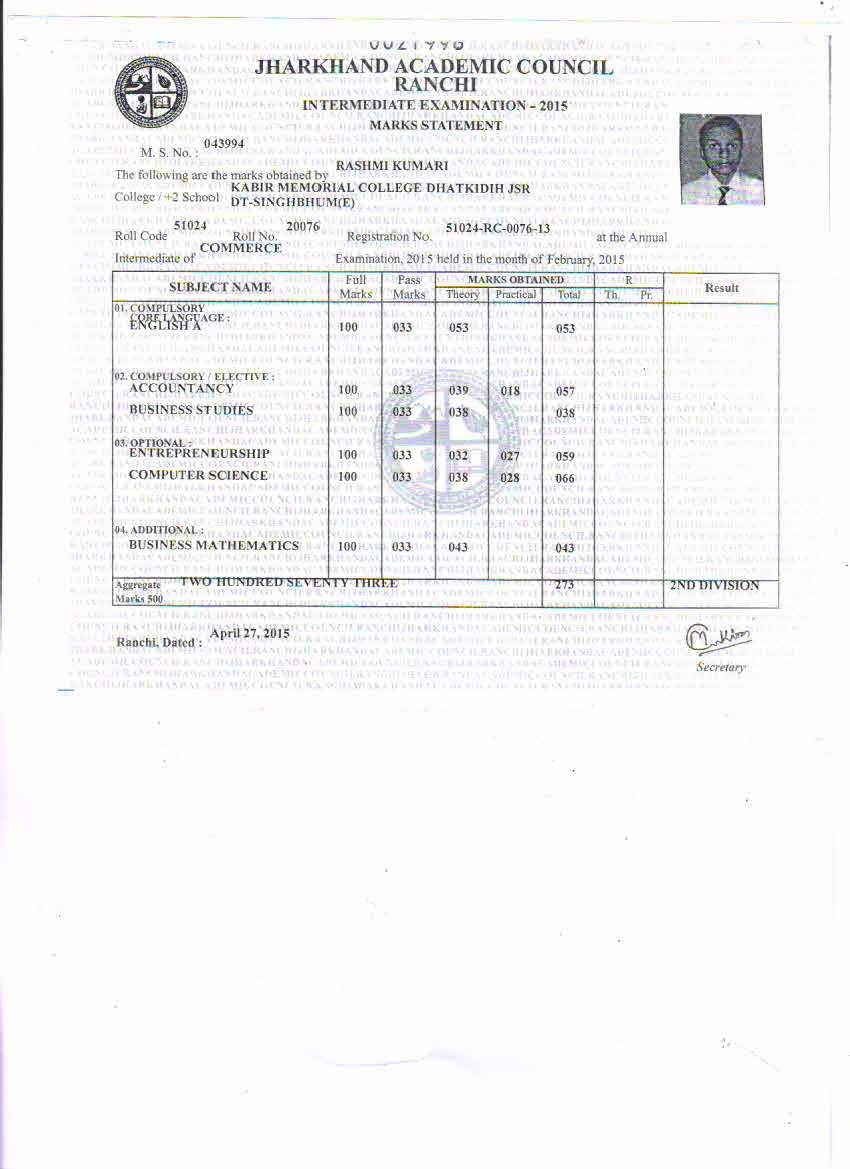 JHARKHAND ACADEMIC COUNCIL
RANCHI
INTERMEDIATE EXAMINATION - 2015
MARKS STATEMENT
M. S. No. : 043994
The following are the marks obtained by RASHMI KUMARI
College / +2 School KABIR MEMORIAL COLLEGE DHATKIDIH JSR
DT-SINGHBHUM(E)
Roll Code 51024 Roll No. 20076 Registration No. 51024-RC-0076-13 at the Annual
Intermediate of COMMERCE Examination, 2015 held in the month of February, 2015
SUBJECT NAME Full Marks Pass Marks MARKS OBTAINED R Result
Theory Practical Total Th. Pr.
01. COMPULSORY
CORE LANGUAGE :
ENGLISH A 100 033 053 053
02. COMPULSORY / ELECTIVE :
ACCOUNTANCY 100 033 039 018 057
BUSINESS STUDIES 100 033 038 038
03. OPTIONAL :
ENTREPRENEURSHIP 100 033 032 027 059
COMPUTER SCIENCE 100 033 038 028 066
04. ADDITIONAL :
BUSINESS MATHEMATICS 100 033 043 043
Aggregate TWO HUNDRED SEVENTY THREE 273 2ND DIVISION
Marks 500
Ranchi, Dated : April 27, 2015
Secretary